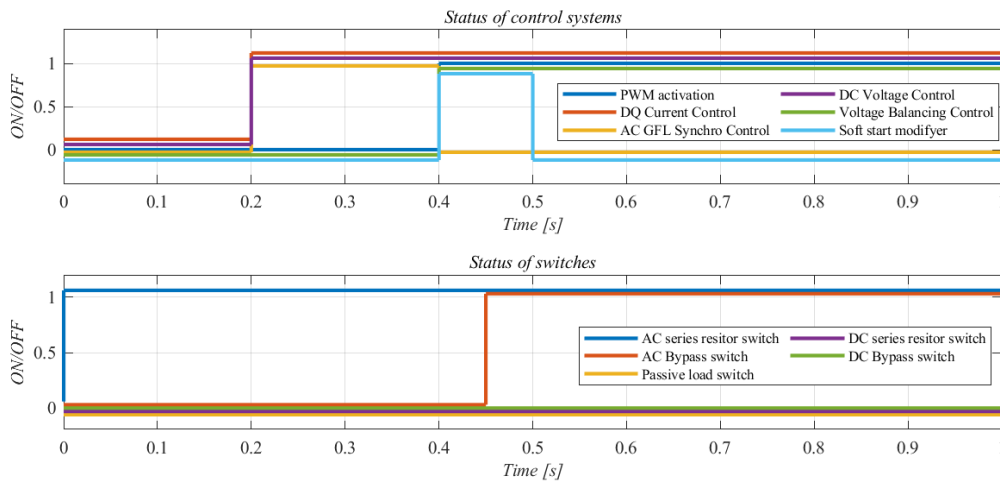 Status of control systems
ON/OFF
1
0.5
0
PWM activation
DQ Current Control
AC GFL Synchro Control
DC Voltage Control
Voltage Balancing Control
Soft start modifyer
0 0.1 0.2 0.3 0.4 0.5 0.6 0.7 0.8 0.9
Time [s]
Status of switches
ON/OFF
1
0.5
0
AC series resitor switch
AC Bypass switch
Passive load switch
DC series resitor switch
DC Bypass switch
0 0.1 0.2 0.3 0.4 0.5 0.6 0.7 0.8 0.9
Time [s]